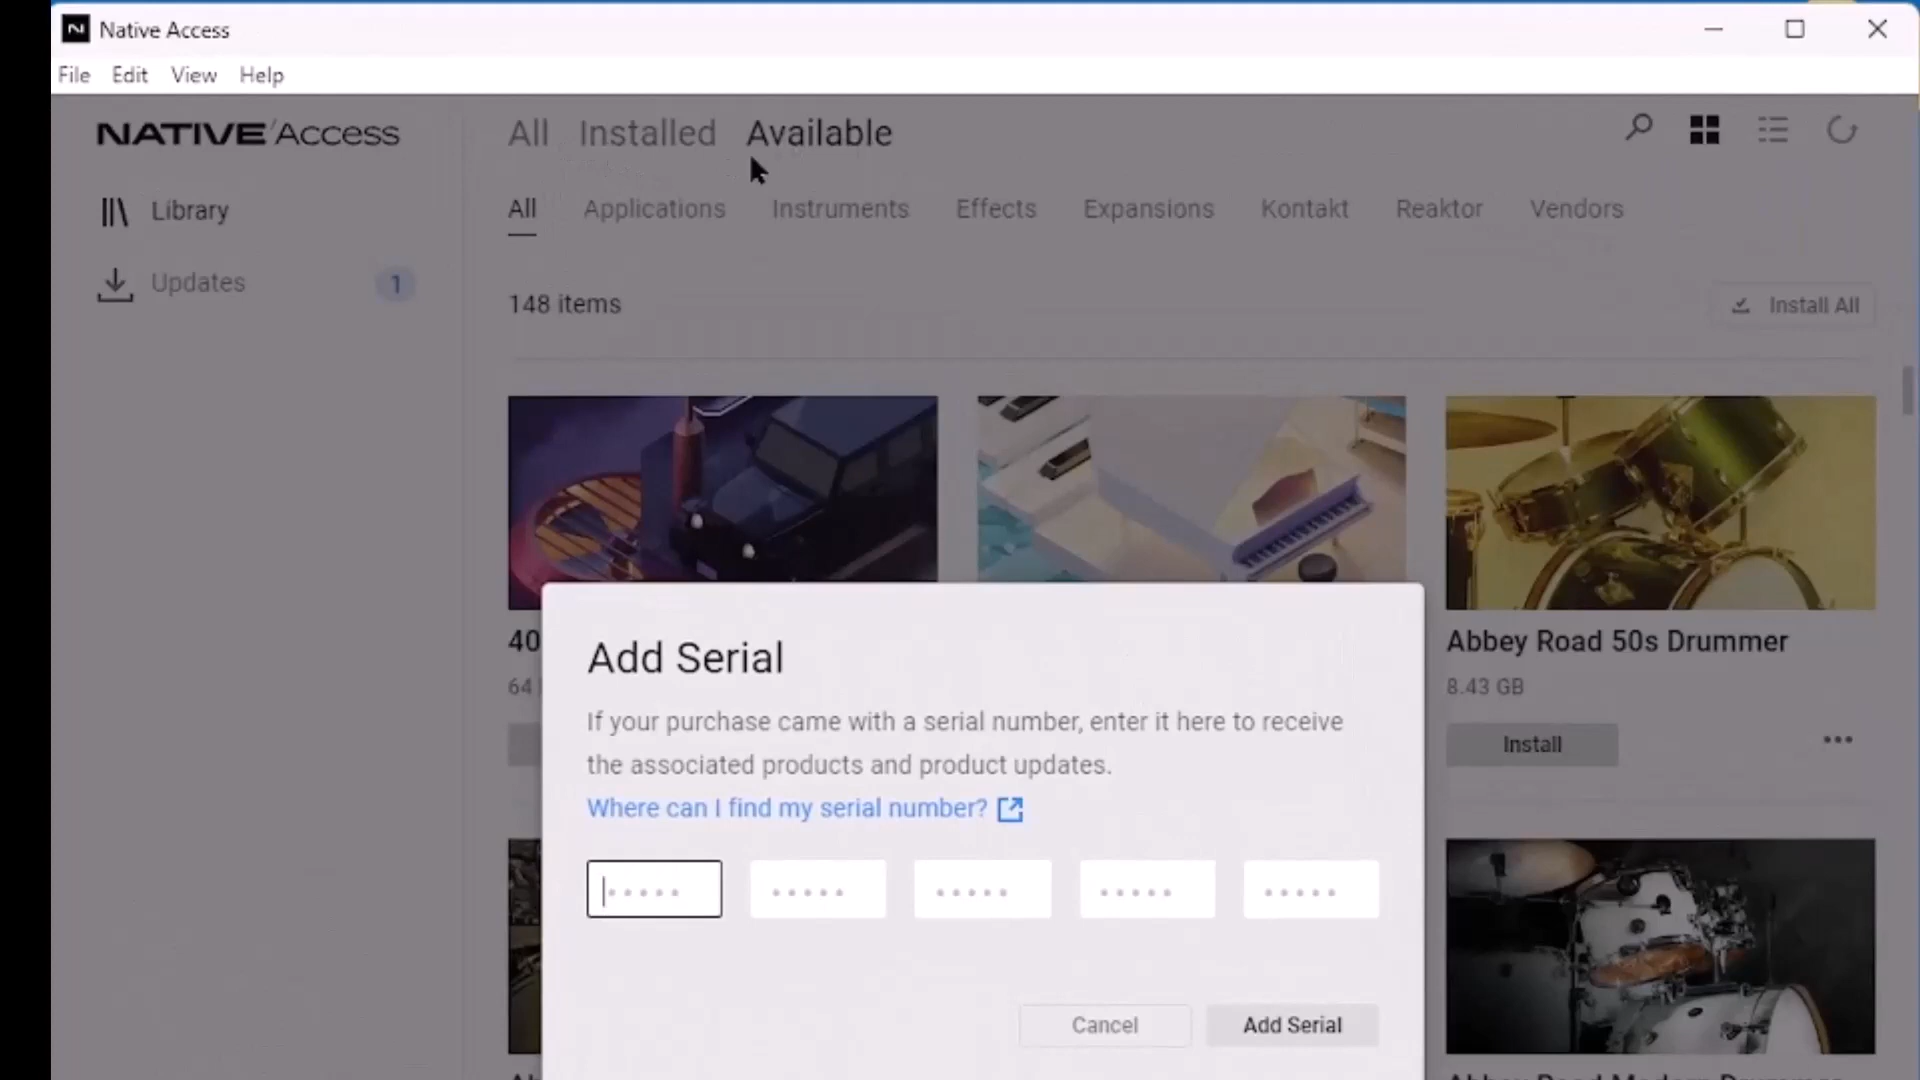 Native Access
File Edit View Help
NATIVE Access
All Installed Available
Library
All Applications Instruments Effects Expansions Kontakt Reaktor Vendors
Updates 1
148 items
Install All
40
Abbey Road 50s Drummer
64
8.43 GB
Install
Add Serial
If your purchase came with a serial number, enter it here to receive
the associated products and product updates.
Where can I find my serial number?
Cancel
Add Serial